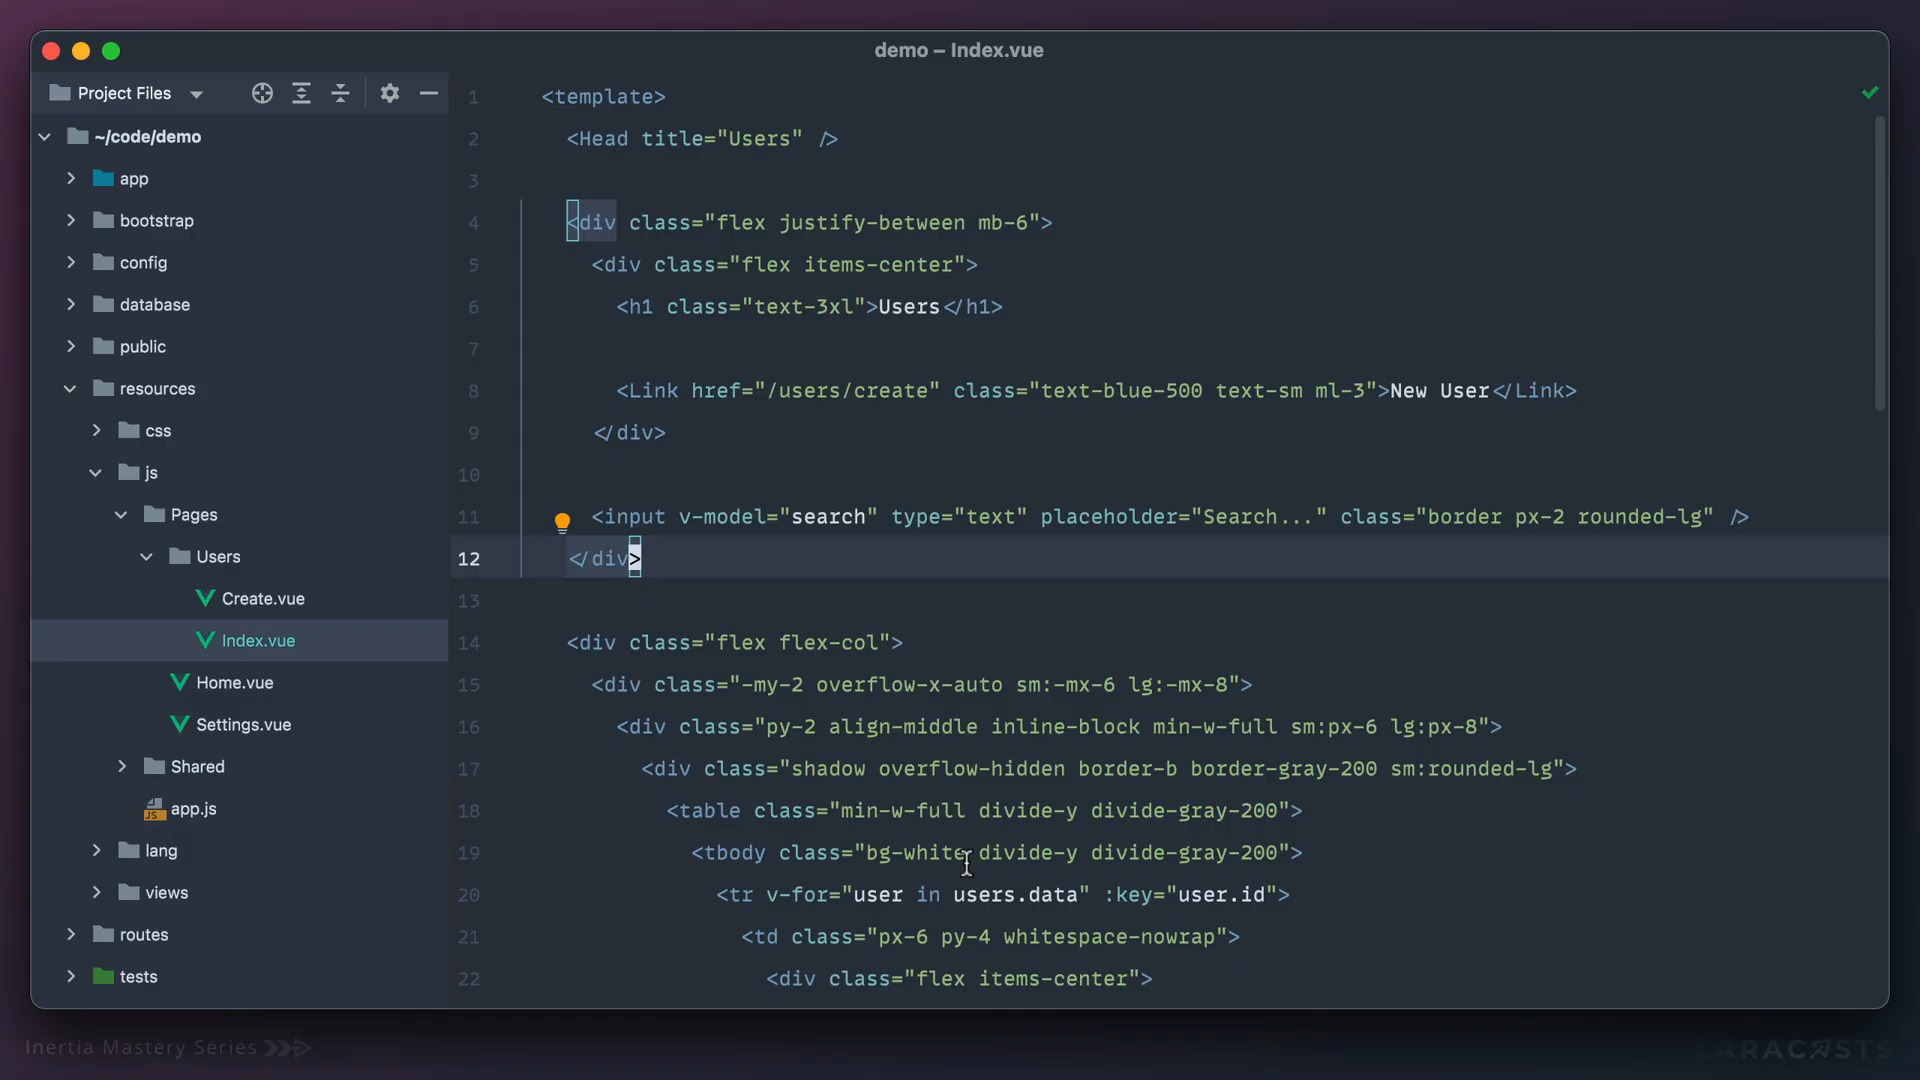 demo – Index.vue
Project Files
~/code/demo
app
bootstrap
config
database
public
resources
css
js
Pages
Users
Create.vue
Index.vue
Home.vue
Settings.vue
Shared
JS app.js
lang
views
routes
tests
1 <template>
2 <Head title="Users" />
3
4 <div class="flex justify-between mb-6">
5 <div class="flex items-center">
6 <h1 class="text-3xl">Users</h1>
7
8 <Link href="/users/create" class="text-blue-500 text-sm ml-3">New User</Link>
9 </div>
10
11 <input v-model="search" type="text" placeholder="Search..." class="border px-2 rounded-lg" />
12 </div>
13
14 <div class="flex flex-col">
15 <div class="-my-2 overflow-x-auto sm:-mx-6 lg:-mx-8">
16 <div class="py-2 align-middle inline-block min-w-full sm:px-6 lg:px-8">
17 <div class="shadow overflow-hidden border-b border-gray-200 sm:rounded-lg">
18 <table class="min-w-full divide-y divide-gray-200">
19 <tbody class="bg-white divide-y divide-gray-200">
20 <tr v-for="user in users.data" :key="user.id">
21 <td class="px-6 py-4 whitespace-nowrap">
22 <div class="flex items-center">
Inertia Mastery Series
LARACASTS